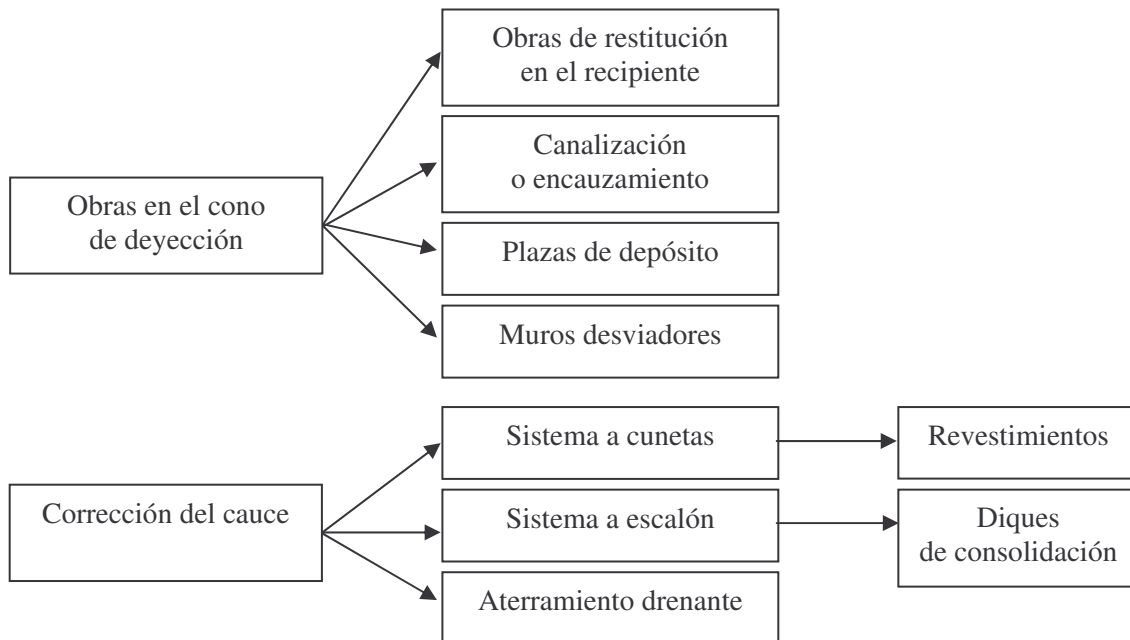 Obras de restitución
en el recipiente
Canalización
o encauzamiento
Obras en el cono
de deyección
Plazas de depósito
Muros desviadores
Sistema a cunetas
Revestimientos
Corrección del cauce
Sistema a escalón
Diques
de consolidación
Aterramiento drenante